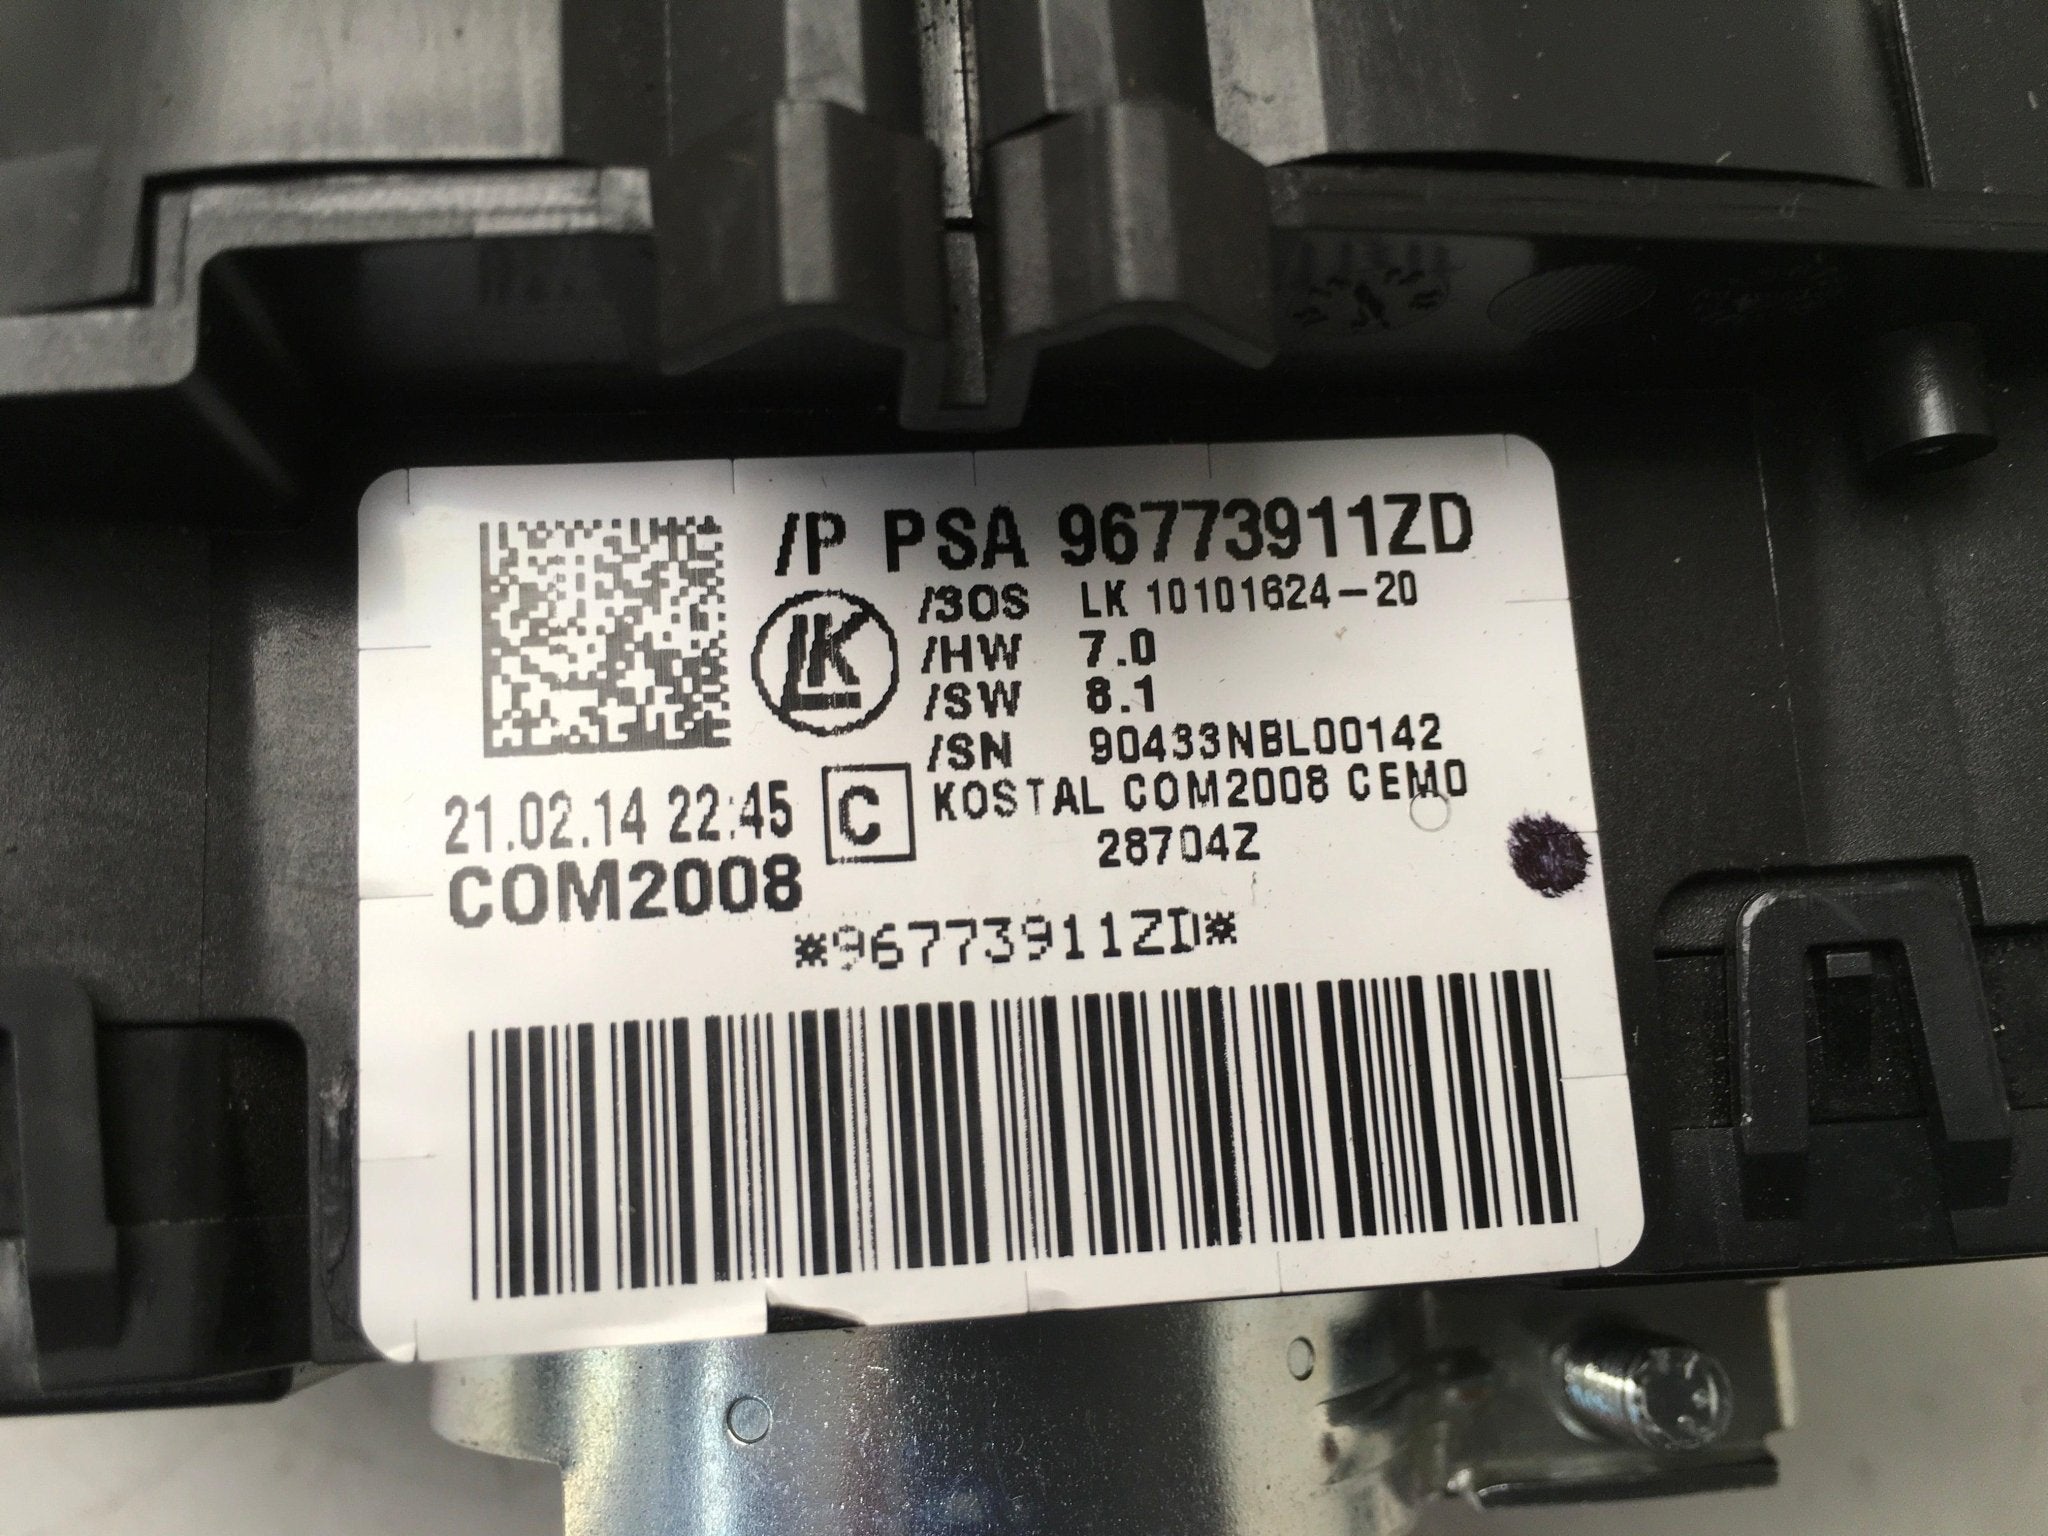 /P PSA 96773911ZD
/3OS LK 10101624-20
LK
/HW 7.0
/SW 8.1
/SN 90433NBL00142
21.02.14 22:45 C KOSTAL COM2008 CEM0
28704Z
COM2008
*96773911ZD*